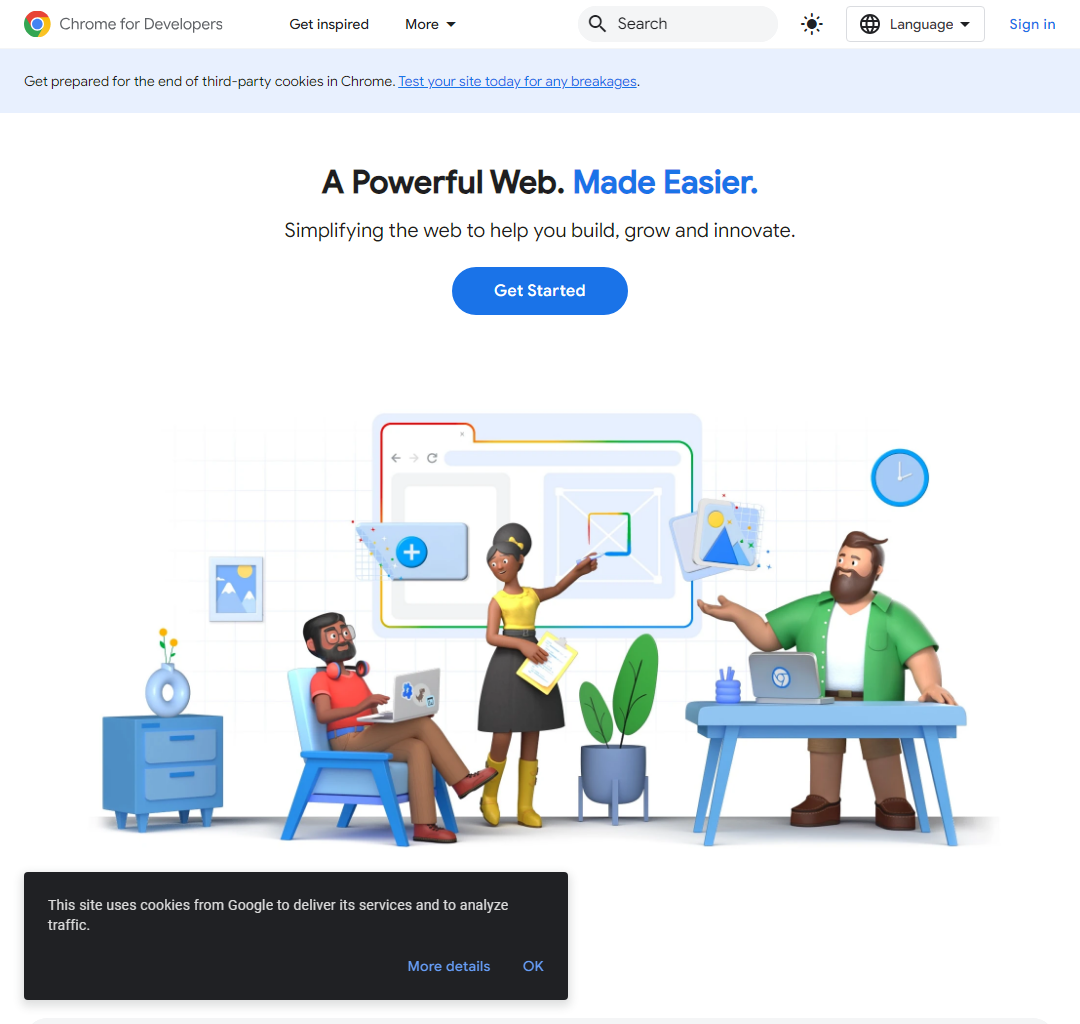 Chrome for Developers
Get inspired
More
Search
Language
Sign in
Get prepared for the end of third-party cookies in Chrome. Test your site today for any breakages.
A Powerful Web. Made Easier.
Simplifying the web to help you build, grow and innovate.
Get Started
This site uses cookies from Google to deliver its services and to analyze
traffic.
More details
OK